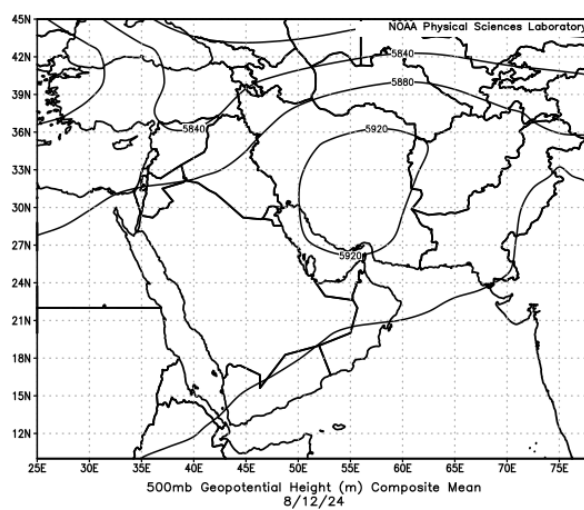 45N
NOAA Physical Sciences Laboratory
42N
5840
39N
5880
36N
5840
5920
33N
30N
27N
5920
24N
21N
18N
15N
12N
25E 30E 35E 40E 45E 50E 55E 60E 65E 70E 75E
500mb Geopotential Height (m) Composite Mean
8/12/24